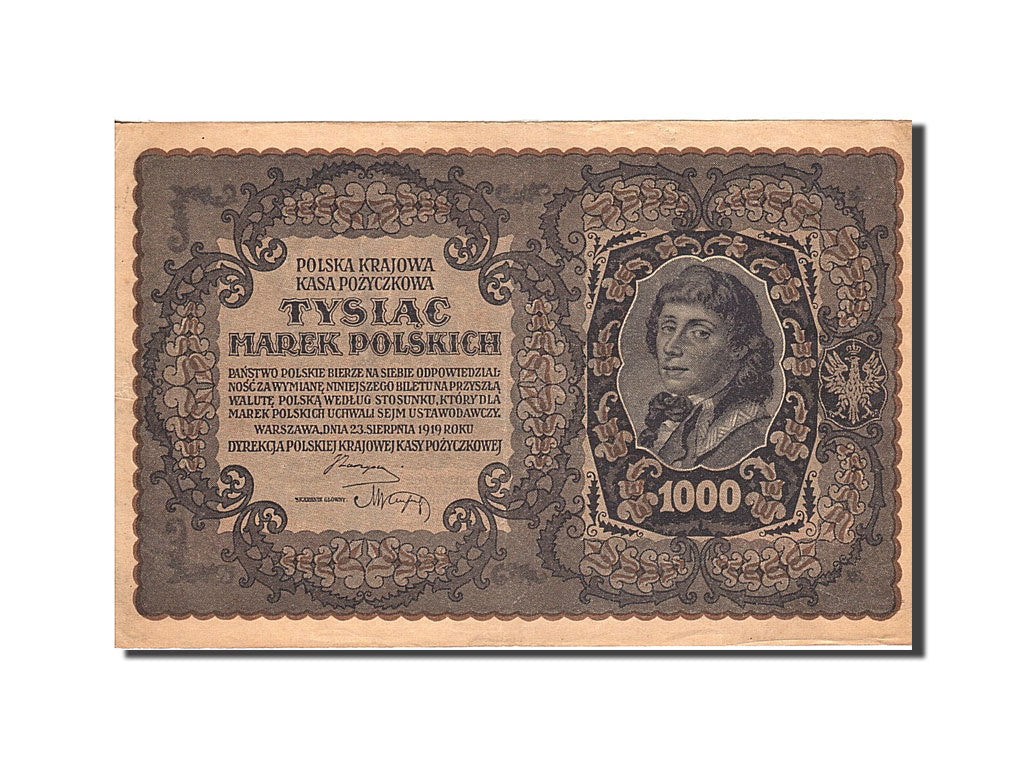 POLSKA KRAJOWA
KASA POŻYCZKOWA
TYSIĄC
MAREK POLSKICH
PAŃSTWO POLSKIE BIERZE NA SIEBIE ODPOWIEDZIAL-
NOŚĆ ZA WYMIANĘ NINIEJSZEGO BILETU NA PRZYSZŁĄ
WALUTĘ POLSKĄ WEDŁUG STOSUNKU, KTÓRY DLA
MAREK POLSKICH UCHWALI SEJM USTAWODAWCZY.
WARSZAWA, DNIA 23. SIERPNIA 1919 ROKU
DYREKCJA POLSKIEJ KRAJOWEJ KASY POŻYCZKOWEJ
SKARBNIK GŁÓWNY:
1000